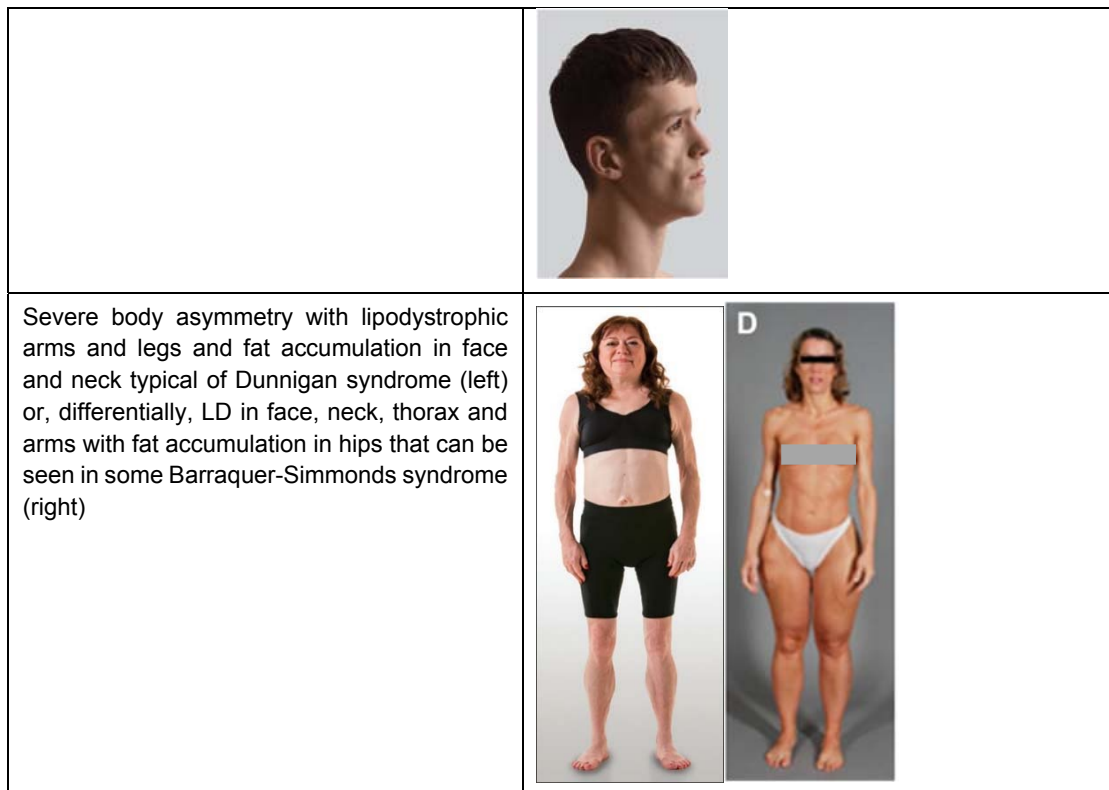 Severe body asymmetry with lipodystrophic
arms and legs and fat accumulation in face
and neck typical of Dunnigan syndrome (left)
or, differentially, LD in face, neck, thorax and
arms with fat accumulation in hips that can be
seen in some Barraquer-Simmonds syndrome
(right)
D